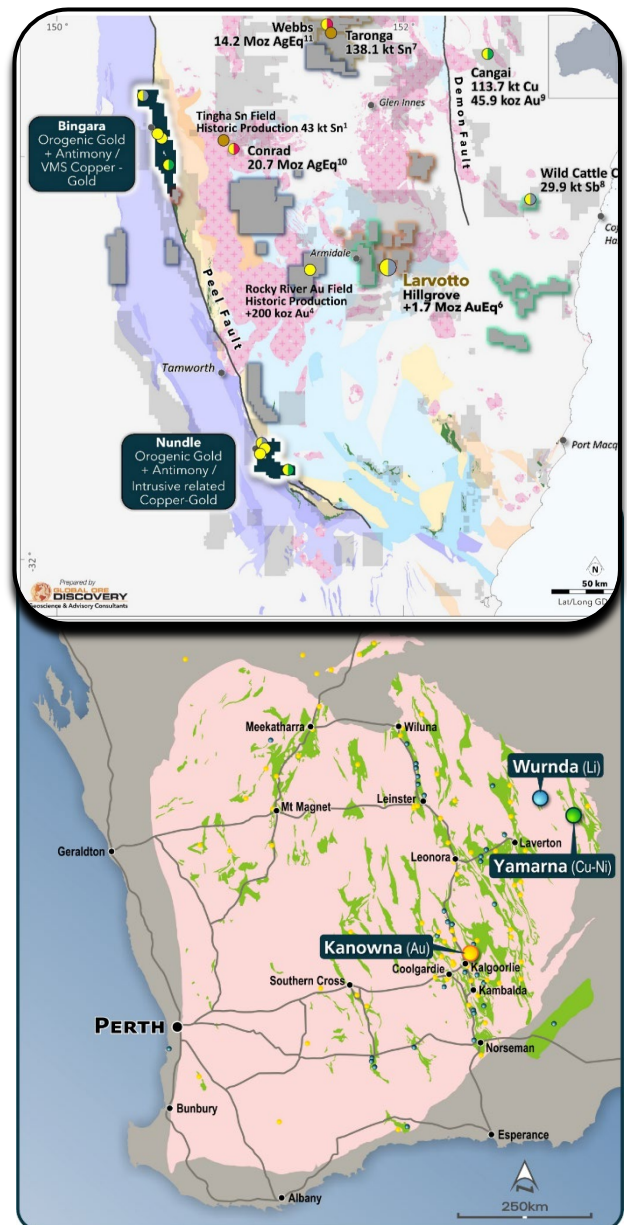 Webbs
14.2 Moz AgEq11
152°
Taronga
138.1 kt Sn7
Cangai
113.7 kt Cu
45.9 koz Au9
Demon Fault
Glen Innes
Tingha Sn Field
Historic Production 43 kt Sn1
Conrad
20.7 Moz AgEq10
Bingara
Orogenic Gold
+ Antimony /
VMS Copper -
Gold
Wild Cattle C
29.9 kt Sb8
Armidale
Larvotto
Hillgrove
+1.7 Moz AuEq6
Rocky River Au Field
Historic Production
+200 koz Au4
Peel Fault
Tamworth
Nundle
Orogenic Gold
+ Antimony /
Intrusive related
Copper-Gold
Port Macq
-32°
N
50 km
Lat/Long GD
Prepared by
GLOBAL ORE
DISCOVERY
Geoscience & Advisory Consultants
Meekatharra
Wiluna
Wurnda (Li)
Leinster
Mt Magnet
Laverton
Geraldton
Leonora
Yamarna (Cu-Ni)
Kanowna (Au)
Coolgardie
Kalgoorlie
Southern Cross
Kambalda
PERTH
Norseman
Bunbury
Esperance
Albany
N
250km